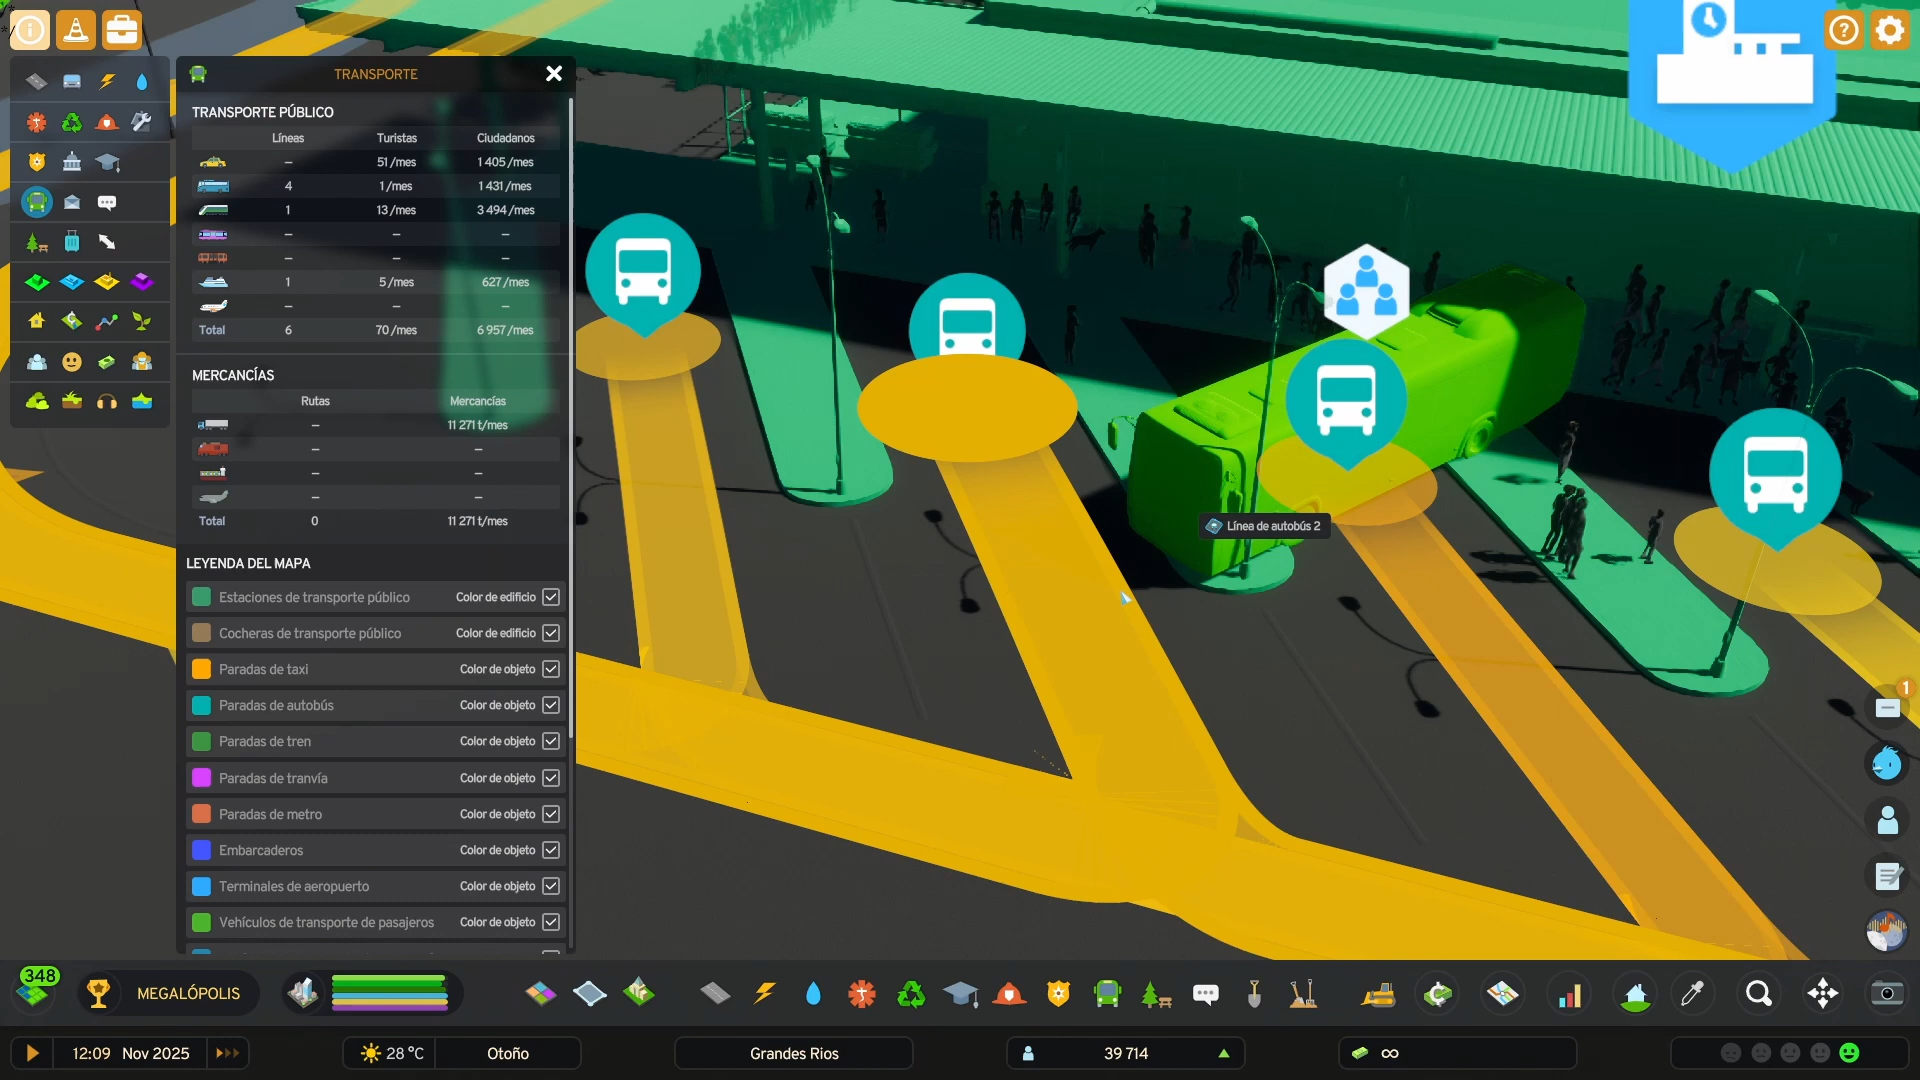 TRANSPORTE
TRANSPORTE PÚBLICO
Líneas Turistas Ciudadanos
– 51 /mes 1 405 /mes
4 1 /mes 1 431 /mes
1 13 /mes 3 494 /mes
– – –
– – –
1 5 /mes 627 /mes
– – –
Total 6 70 /mes 6 957 /mes
MERCANCÍAS
Rutas Mercancías
– 11 271 t/mes
– –
– –
– –
Total 0 11 271 t/mes
LEYENDA DEL MAPA
Estaciones de transporte público Color de edificio
Cocheras de transporte público Color de edificio
Paradas de taxi Color de objeto
Paradas de autobús Color de objeto
Paradas de tren Color de objeto
Paradas de tranvía Color de objeto
Paradas de metro Color de objeto
Embarcaderos Color de objeto
Terminales de aeropuerto Color de objeto
Vehículos de transporte de pasajeros Color de objeto
Línea de autobús 2
1
348
MEGALÓPOLIS
12:09 Nov 2025
28 °C
Otoño
Grandes Rios
39 714
∞